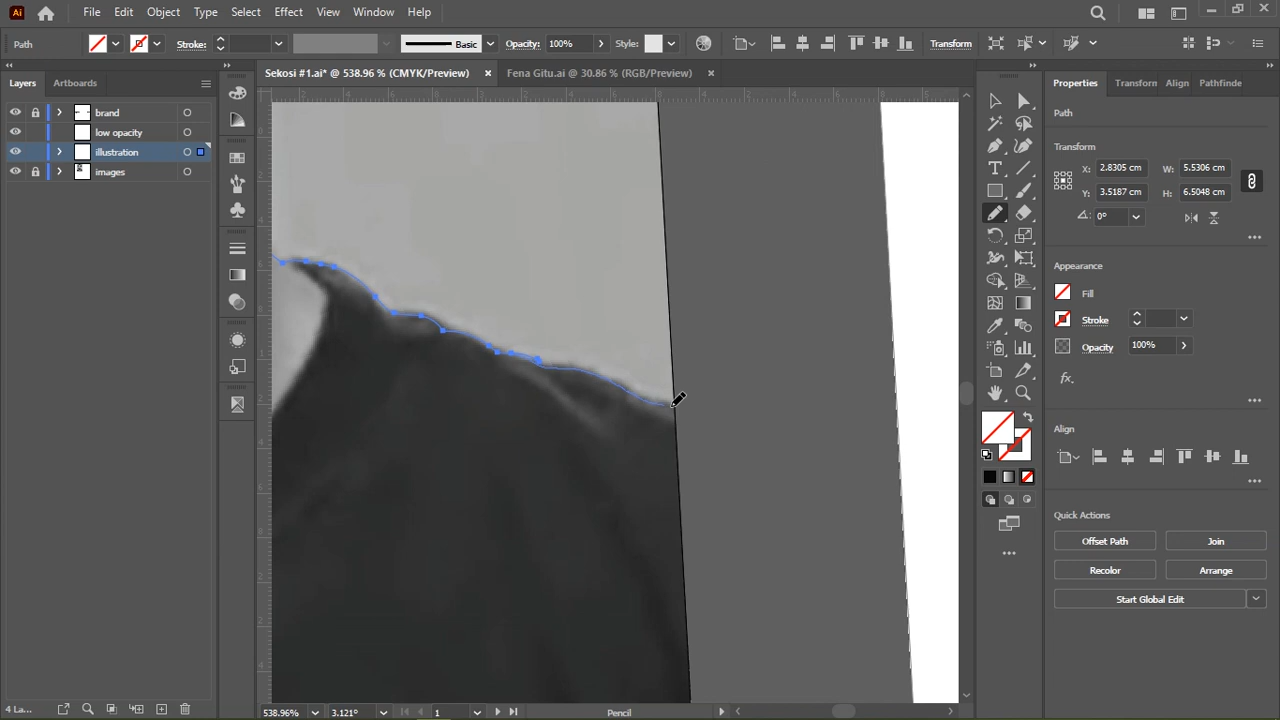 Ai File Edit Object Type Select Effect View Window Help
Path Stroke: Basic Opacity: 100% Style: Transform
Layers Artboards
Sekosi #1.ai* @ 538.96 % (CMYK/Preview) × Fena Gitu.ai @ 30.86 % (RGB/Preview) ×
brand
low opacity
illustration
images
Properties Transform Align Pathfinder
Path
Transform
X: 2.8305 cm W: 5.5306 cm
Y: 3.5187 cm H: 6.5048 cm
0°
Appearance
Fill
Stroke
Opacity 100%
fx.
Align
Quick Actions
Offset Path Join
Recolor Arrange
Start Global Edit
4 La...
538.96% 3.121° 1 Pencil